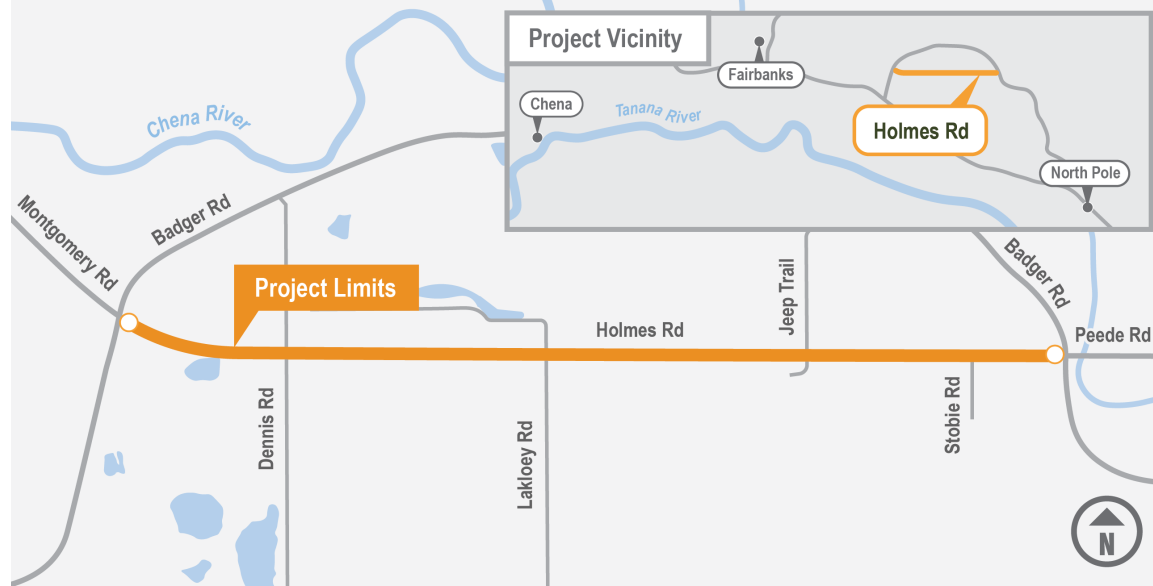 Project Vicinity
Fairbanks
Chena
Tanana River
Holmes Rd
North Pole
Chena River
Montgomery Rd
Badger Rd
Project Limits
Holmes Rd
Jeep Trail
Badger Rd
Peede Rd
Dennis Rd
Lakloey Rd
Stobie Rd
N